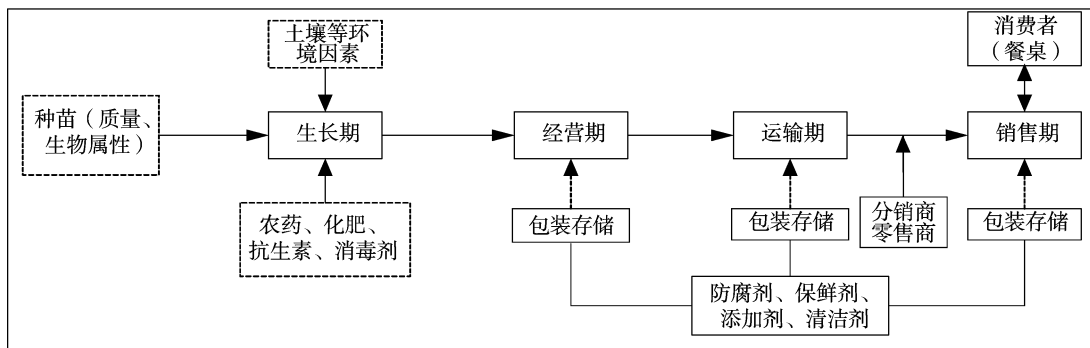 土壤等环
境因素
消费者
（餐桌）
种苗（质量、
生物属性）
生长期
经营期
运输期
销售期
农药、化肥、
抗生素、消毒剂
包装存储
包装存储
分销商
零售商
包装存储
防腐剂、保鲜剂、
添加剂、清洁剂